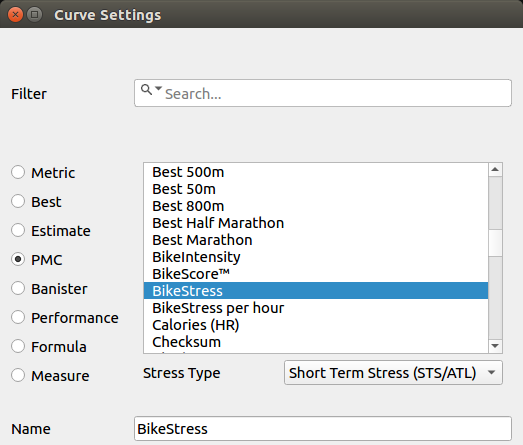 Curve Settings
Filter
Search...
Metric
Best
Estimate
PMC
Banister
Performance
Formula
Measure
Best 500m
Best 50m
Best 800m
Best Half Marathon
Best Marathon
BikeIntensity
BikeScore™
BikeStress
BikeStress per hour
Calories (HR)
Checksum
Stress Type
Short Term Stress (STS/ATL)
Name
BikeStress